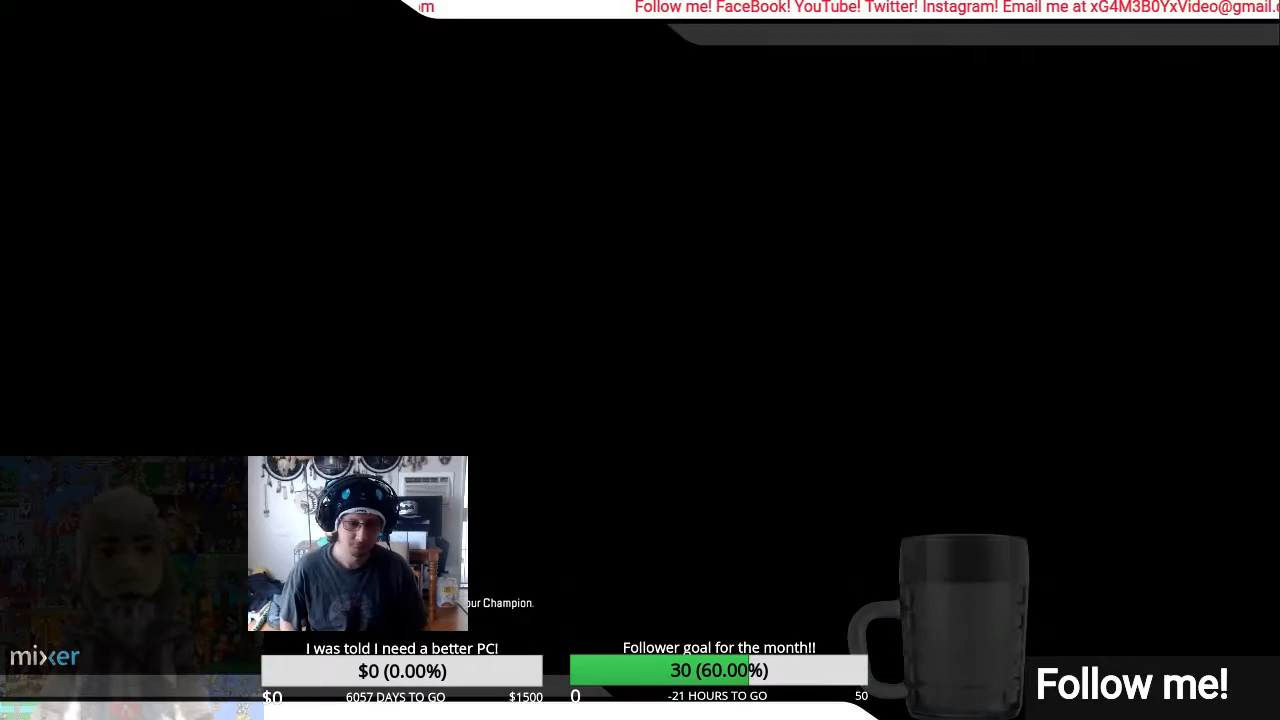 m Follow me! FaceBook! YouTube! Twitter! Instagram! Email me at xG4M3B0YxVideo@gmail.
our Champion.
I was told I need a better PC!
$0 (0.00%)
$0 6057 DAYS TO GO $1500
Follower goal for the month!!
30 (60.00%)
0 -21 HOURS TO GO 50
mixer
Follow me!